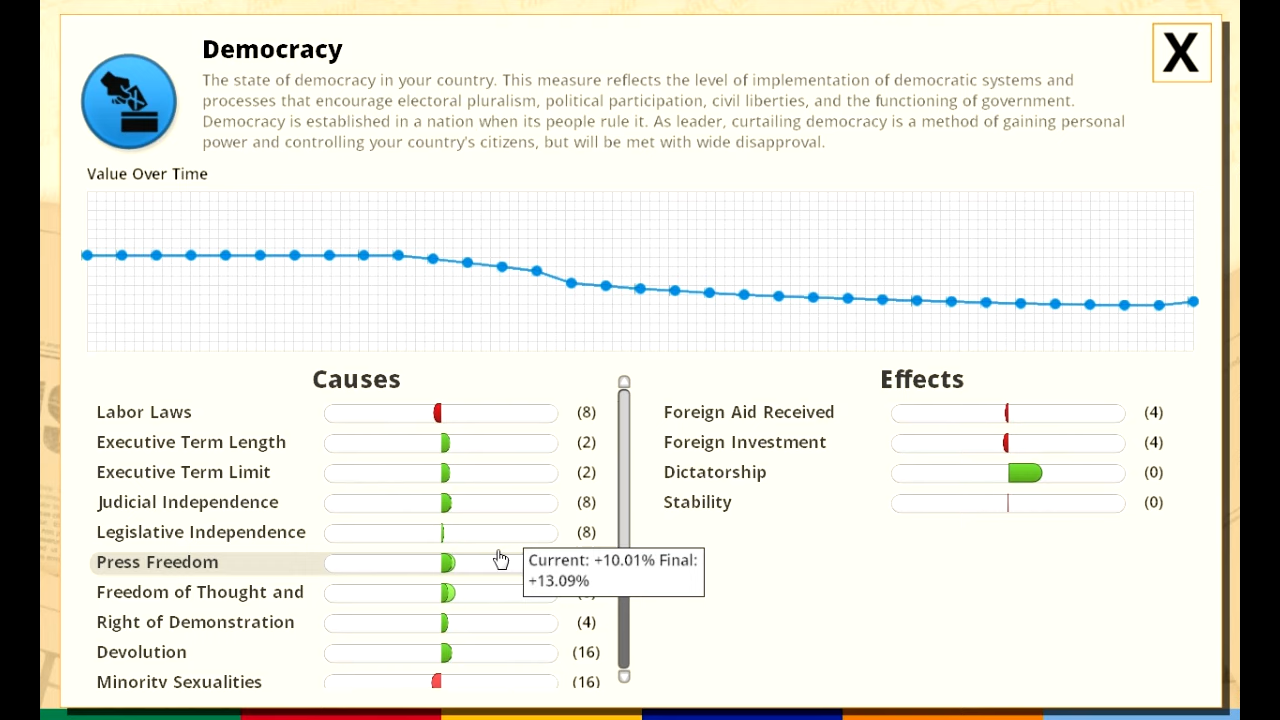 Democracy
X
The state of democracy in your country. This measure reflects the level of implementation of democratic systems and
processes that encourage electoral pluralism, political participation, civil liberties, and the functioning of government.
Democracy is established in a nation when its people rule it. As leader, curtailing democracy is a method of gaining personal
power and controlling your country's citizens, but will be met with wide disapproval.
Value Over Time
Causes
Labor Laws (8)
Executive Term Length (2)
Executive Term Limit (2)
Judicial Independence (8)
Legislative Independence (8)
Press Freedom
Freedom of Thought and
Right of Demonstration (4)
Devolution (16)
Minority Sexualities (16)
Current: +10.01% Final:
+13.09%
Effects
Foreign Aid Received (4)
Foreign Investment (4)
Dictatorship (0)
Stability (0)